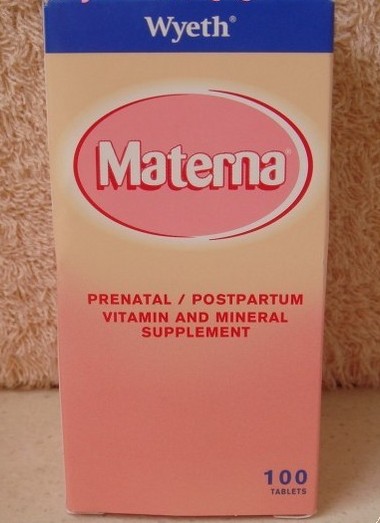 Wyeth®
Materna®
PRENATAL / POSTPARTUM
VITAMIN AND MINERAL
SUPPLEMENT
100
TABLETS